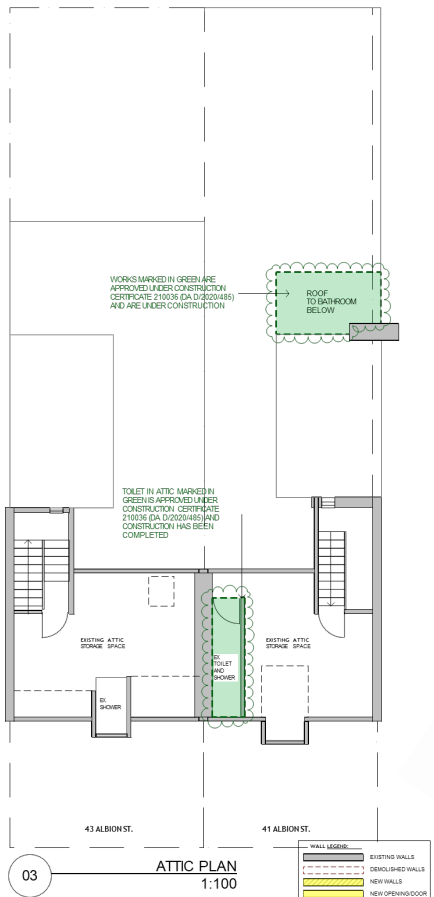 WORKS MARKED IN GREEN ARE
APPROVED UNDER CONSTRUCTION
CERTIFICATE 210036 (DA D/2020/485)
AND ARE UNDER CONSTRUCTION
ROOF
TO BATHROOM
BELOW
TOILET IN ATTIC MARKED IN
GREEN IS APPROVED UNDER
CONSTRUCTION CERTIFICATE
210036 (DA D/2020/485) AND
CONSTRUCTION HAS BEEN
COMPLETED
EXISTING ATTIC
STORAGE SPACE
EX
TOILET
AND
SHOWER
EXISTING ATTIC
STORAGE SPACE
EX
SHOWER
43 ALBION ST.
41 ALBION ST.
03
ATTIC PLAN
1:100
WALL LEGEND:
EXISTING WALLS
DEMOLISHED WALLS
NEW WALLS
NEW OPENING/DOOR